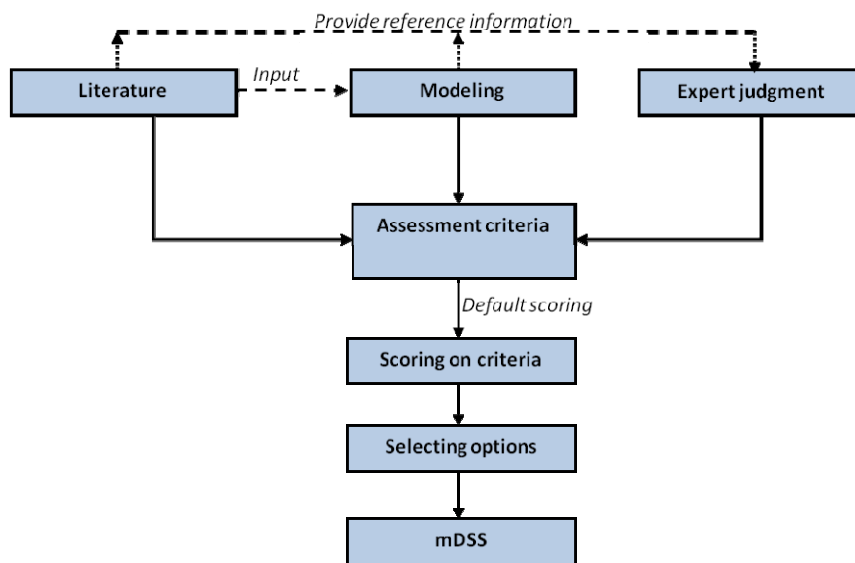 Provide reference information
Input
Literature
Modeling
Expert judgment
Assessment criteria
Default scoring
Scoring on criteria
Selecting options
mDSS